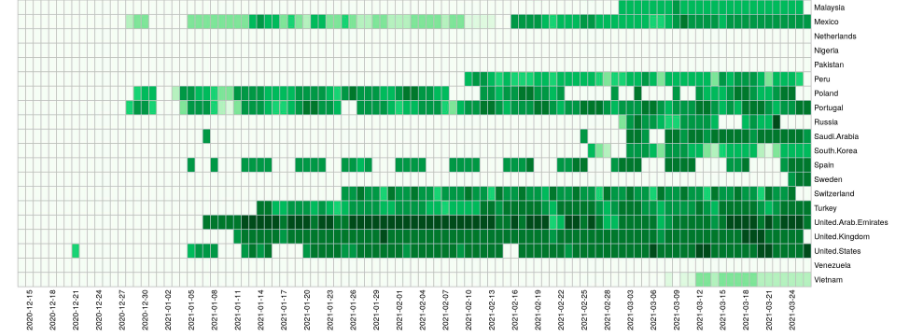 Malaysia
Mexico
Netherlands
Nigeria
Pakistan
Peru
Poland
Portugal
Russia
Saudi.Arabia
South.Korea
Spain
Sweden
Switzerland
Turkey
United.Arab.Emirates
United.Kingdom
United.States
Venezuela
Vietnam
2020-12-15
2020-12-18
2020-12-21
2020-12-24
2020-12-27
2020-12-30
2021-01-02
2021-01-05
2021-01-08
2021-01-11
2021-01-14
2021-01-17
2021-01-20
2021-01-23
2021-01-26
2021-01-29
2021-02-01
2021-02-04
2021-02-07
2021-02-10
2021-02-13
2021-02-16
2021-02-19
2021-02-22
2021-02-25
2021-02-28
2021-03-03
2021-03-06
2021-03-09
2021-03-12
2021-03-15
2021-03-18
2021-03-21
2021-03-24